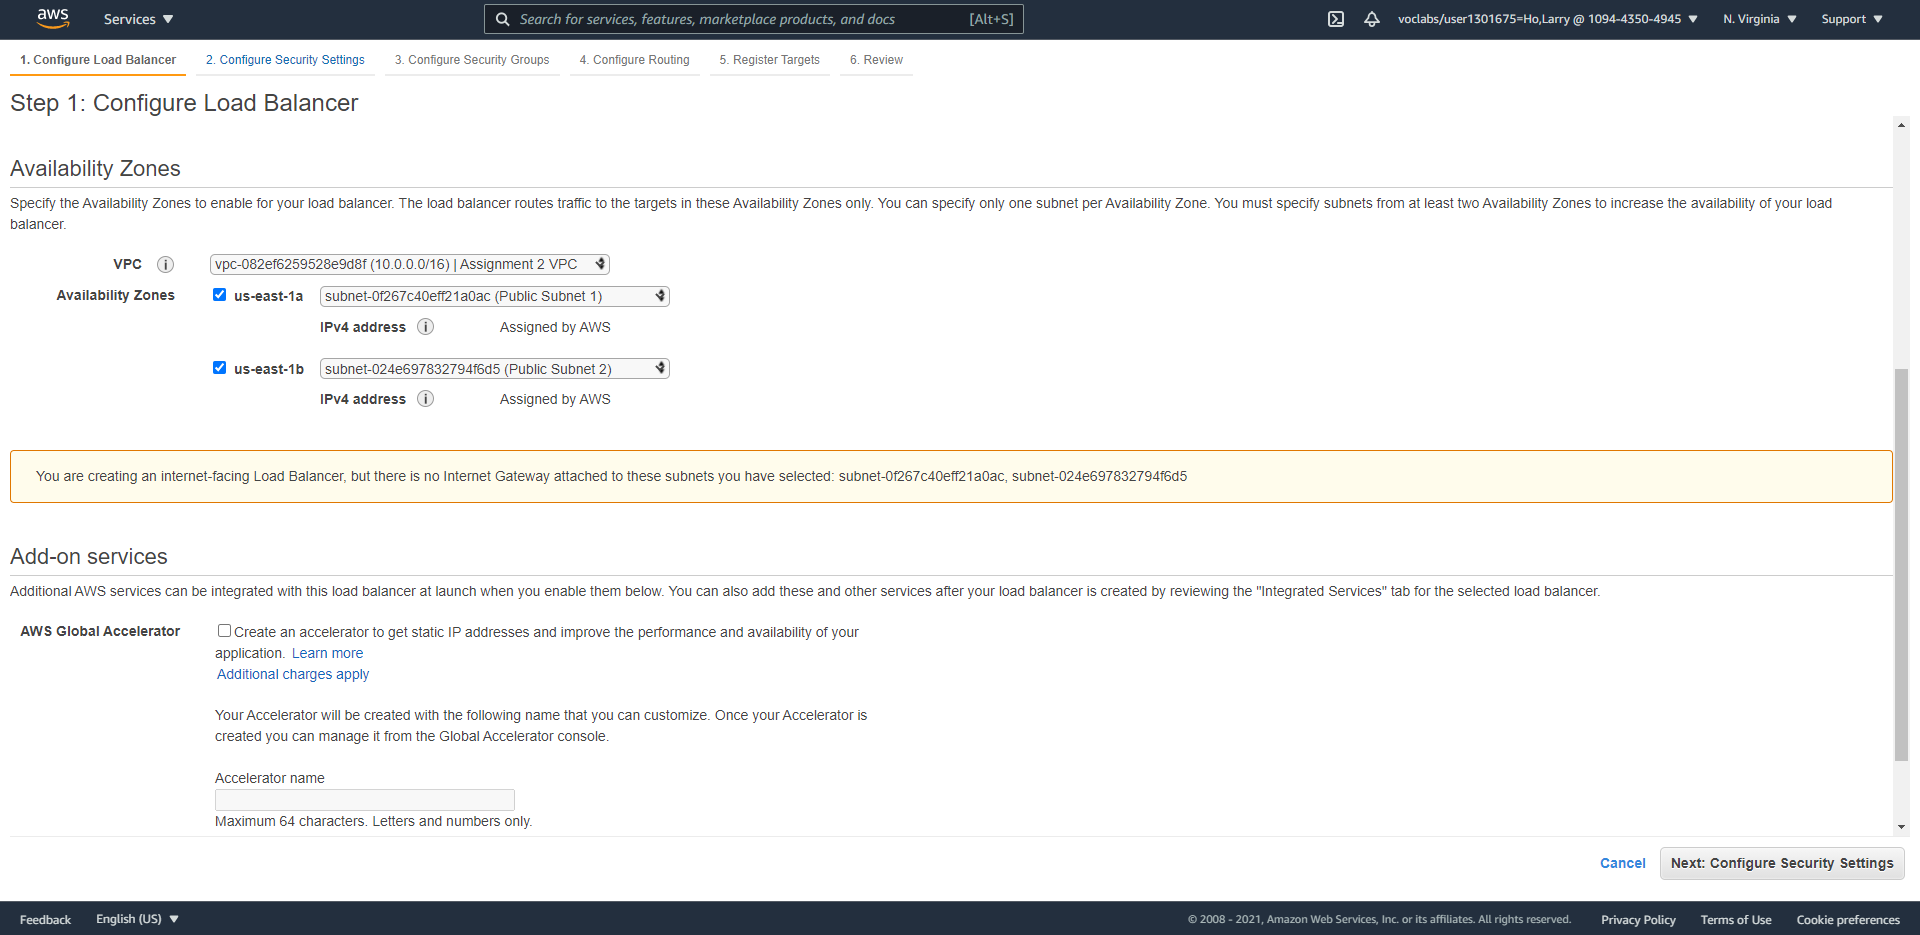 aws Services Search for services, features, marketplace products, and docs [Alt+S] voclabs/user1301675=Ho,Larry @ 1094-4350-4945 N. Virginia Support
1. Configure Load Balancer 2. Configure Security Settings 3. Configure Security Groups 4. Configure Routing 5. Register Targets 6. Review
Step 1: Configure Load Balancer
Availability Zones
Specify the Availability Zones to enable for your load balancer. The load balancer routes traffic to the targets in these Availability Zones only. You can specify only one subnet per Availability Zone. You must specify subnets from at least two Availability Zones to increase the availability of your load
balancer.
VPC i vpc-082ef6259528e9d8f (10.0.0.0/16) | Assignment 2 VPC
Availability Zones us-east-1a subnet-0f267c40eff21a0ac (Public Subnet 1)
IPv4 address i Assigned by AWS
us-east-1b subnet-024e697832794f6d5 (Public Subnet 2)
IPv4 address i Assigned by AWS
You are creating an internet-facing Load Balancer, but there is no Internet Gateway attached to these subnets you have selected: subnet-0f267c40eff21a0ac, subnet-024e697832794f6d5
Add-on services
Additional AWS services can be integrated with this load balancer at launch when you enable them below. You can also add these and other services after your load balancer is created by reviewing the "Integrated Services" tab for the selected load balancer.
AWS Global Accelerator Create an accelerator to get static IP addresses and improve the performance and availability of your
application. Learn more
Additional charges apply
Your Accelerator will be created with the following name that you can customize. Once your Accelerator is
created you can manage it from the Global Accelerator console.
Accelerator name
Maximum 64 characters. Letters and numbers only.
Cancel Next: Configure Security Settings
Feedback English (US) © 2008 - 2021, Amazon Web Services, Inc. or its affiliates. All rights reserved. Privacy Policy Terms of Use Cookie preferences